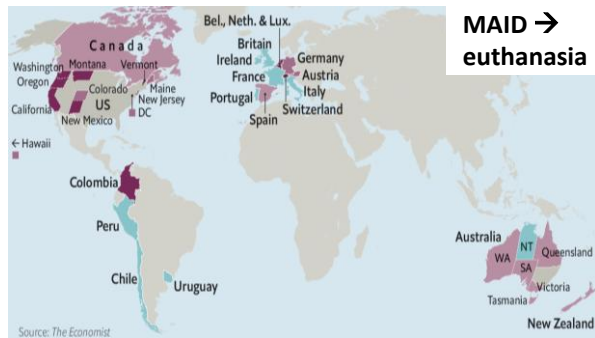 MAID →
euthanasia
Bel., Neth. & Lux.
Canada
Britain
Ireland
Germany
Washington
Montana
Vermont
France
Austria
Oregon
Italy
Colorado
Maine
US
New Jersey
Portugal
California
DC
Switzerland
New Mexico
Spain
← Hawaii
Colombia
Peru
Australia
NT
Queensland
WA
SA
Chile
Uruguay
Victoria
Tasmania
New Zealand
Source: The Economist